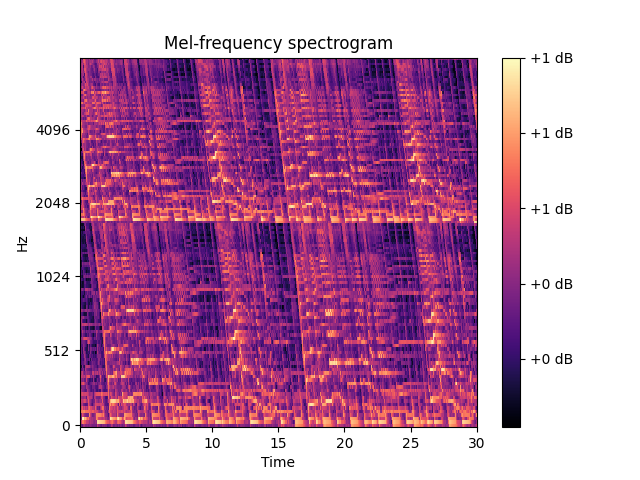 Mel-frequency spectrogram
Hz
4096
2048
1024
512
0
0 5 10 15 20 25 30
Time
+1 dB
+1 dB
+1 dB
+0 dB
+0 dB